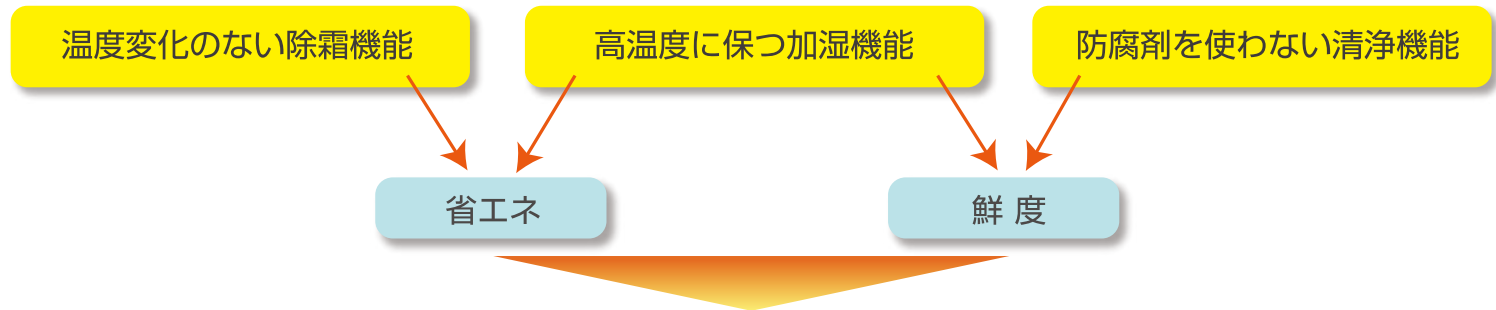 温度変化のない除霜機能
高温度に保つ加湿機能
防腐剤を使わない清浄機能
省エネ
鮮 度